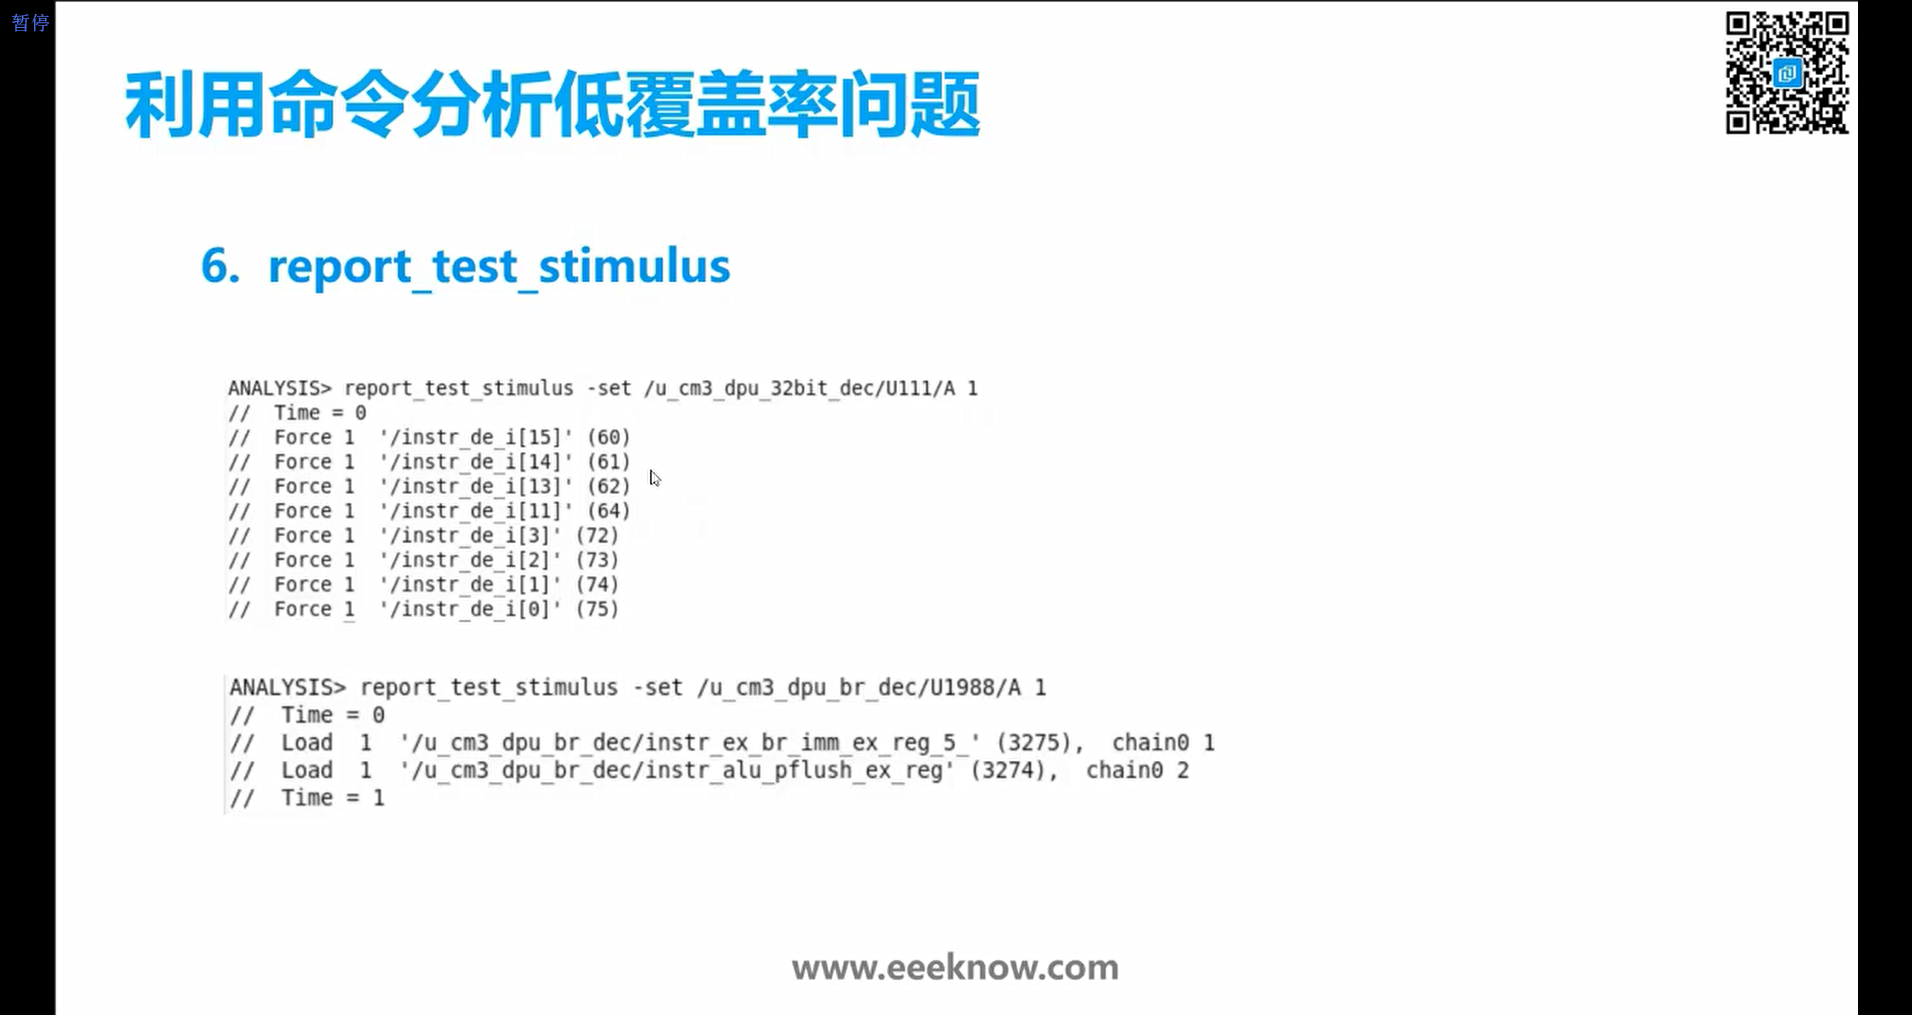 暂停
利用命令分析低覆盖率问题
6. report_test_stimulus
ANALYSIS> report_test_stimulus -set /u_cm3_dpu_32bit_dec/U111/A 1
// Time = 0
// Force 1 '/instr_de_i[15]' (60)
// Force 1 '/instr_de_i[14]' (61)
// Force 1 '/instr_de_i[13]' (62)
// Force 1 '/instr_de_i[11]' (64)
// Force 1 '/instr_de_i[3]' (72)
// Force 1 '/instr_de_i[2]' (73)
// Force 1 '/instr_de_i[1]' (74)
// Force 1 '/instr_de_i[0]' (75)
ANALYSIS> report_test_stimulus -set /u_cm3_dpu_br_dec/U1988/A 1
// Time = 0
// Load 1 '/u_cm3_dpu_br_dec/instr_ex_br_imm_ex_reg_5_' (3275), chain0 1
// Load 1 '/u_cm3_dpu_br_dec/instr_alu_pflush_ex_reg' (3274), chain0 2
// Time = 1
www.eeeknow.com